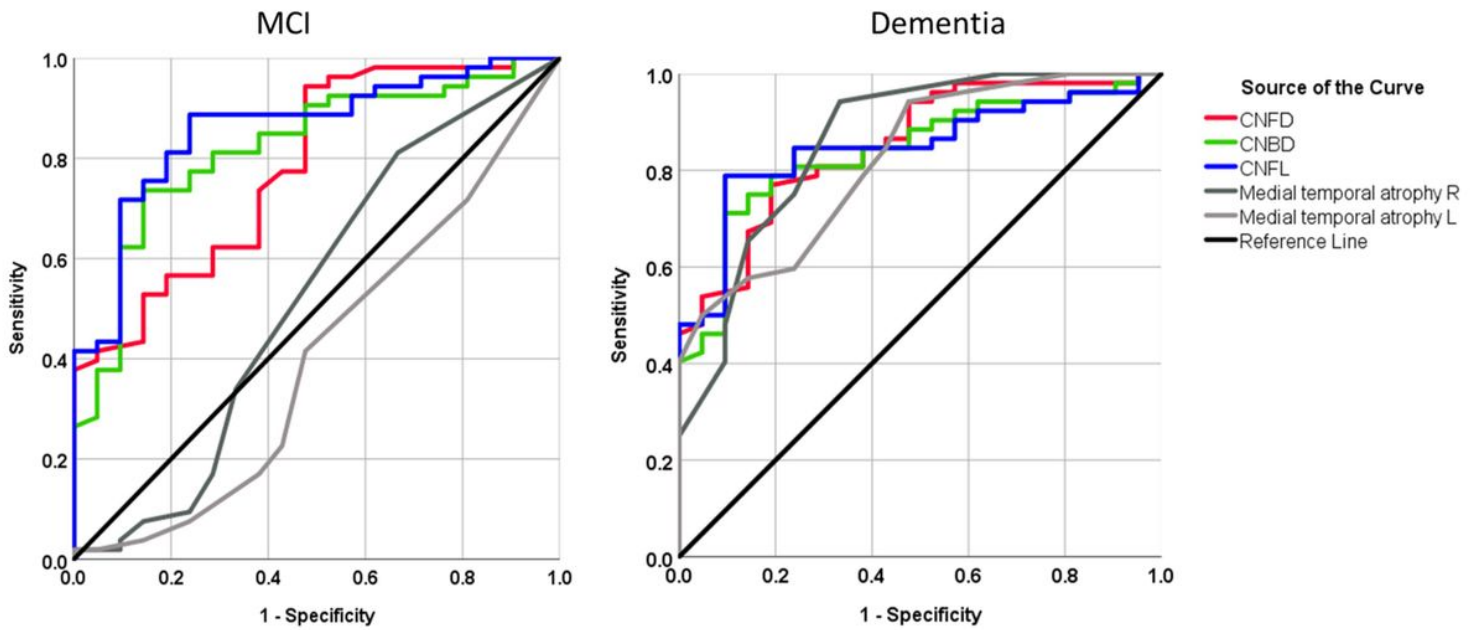 MCI
1.0
0.8
0.6
0.4
0.2
0.0
Sensitivity
0.0 0.2 0.4 0.6 0.8 1.0
1 - Specificity
Dementia
1.0
0.8
0.6
0.4
0.2
0.0
Sensitivity
0.0 0.2 0.4 0.6 0.8 1.0
1 - Specificity
Source of the Curve
CNFD
CNBD
CNFL
Medial temporal atrophy R
Medial temporal atrophy L
Reference Line